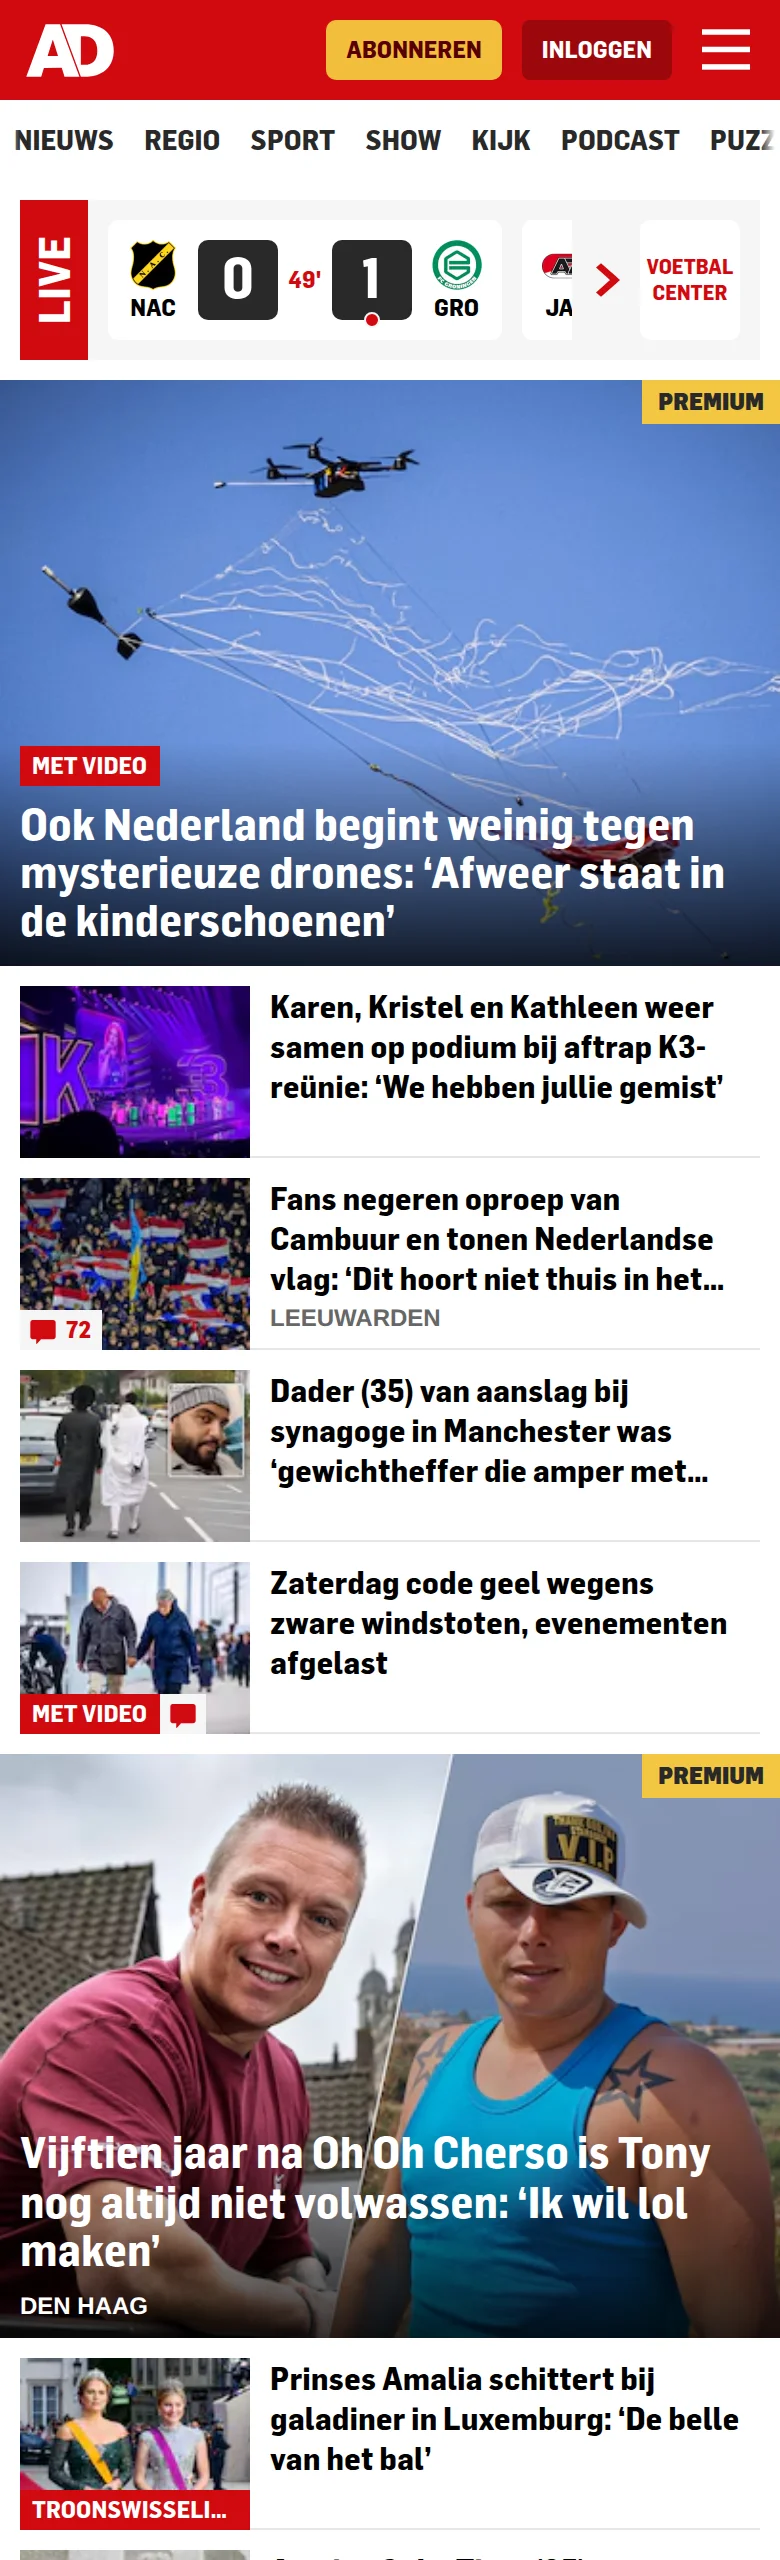 AD
ABONNEREN
INLOGGEN
NIEUWS REGIO SPORT SHOW KIJK PODCAST PUZZ
LIVE
N.A.C.
NAC
0
49'
1
FC GRONINGEN
GRO
JA
VOETBAL
CENTER
PREMIUM
MET VIDEO
Ook Nederland begint weinig tegen
mysterieuze drones: ‘Afweer staat in
de kinderschoenen’
K3
Karen, Kristel en Kathleen weer
samen op podium bij aftrap K3-
reünie: ‘We hebben jullie gemist’
Fans negeren oproep van
Cambuur en tonen Nederlandse
vlag: ‘Dit hoort niet thuis in het...
LEEUWARDEN
72
Dader (35) van aanslag bij
synagoge in Manchester was
‘gewichtheffer die amper met...
Zaterdag code geel wegens
zware windstoten, evenementen
afgelast
MET VIDEO
PREMIUM
V.I.P
Vijftien jaar na Oh Oh Cherso is Tony
nog altijd niet volwassen: ‘Ik wil lol
maken’
DEN HAAG
Prinses Amalia schittert bij
galadiner in Luxemburg: ‘De belle
van het bal’
TROONSWISSELI...